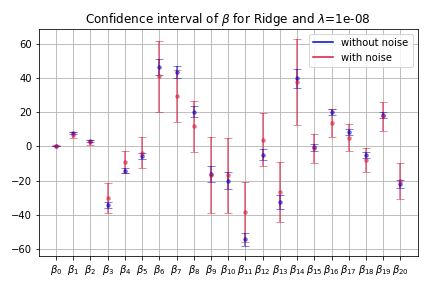 Confidence interval of β for Ridge and λ=1e-08
without noise
with noise
60
40
20
0
−20
−40
−60
β₀ β₁ β₂ β₃ β₄ β₅ β₆ β₇ β₈ β₉ β₁₀ β₁₁ β₁₂ β₁₃ β₁₄ β₁₅ β₁₆ β₁₇ β₁₈ β₁₉ β₂₀